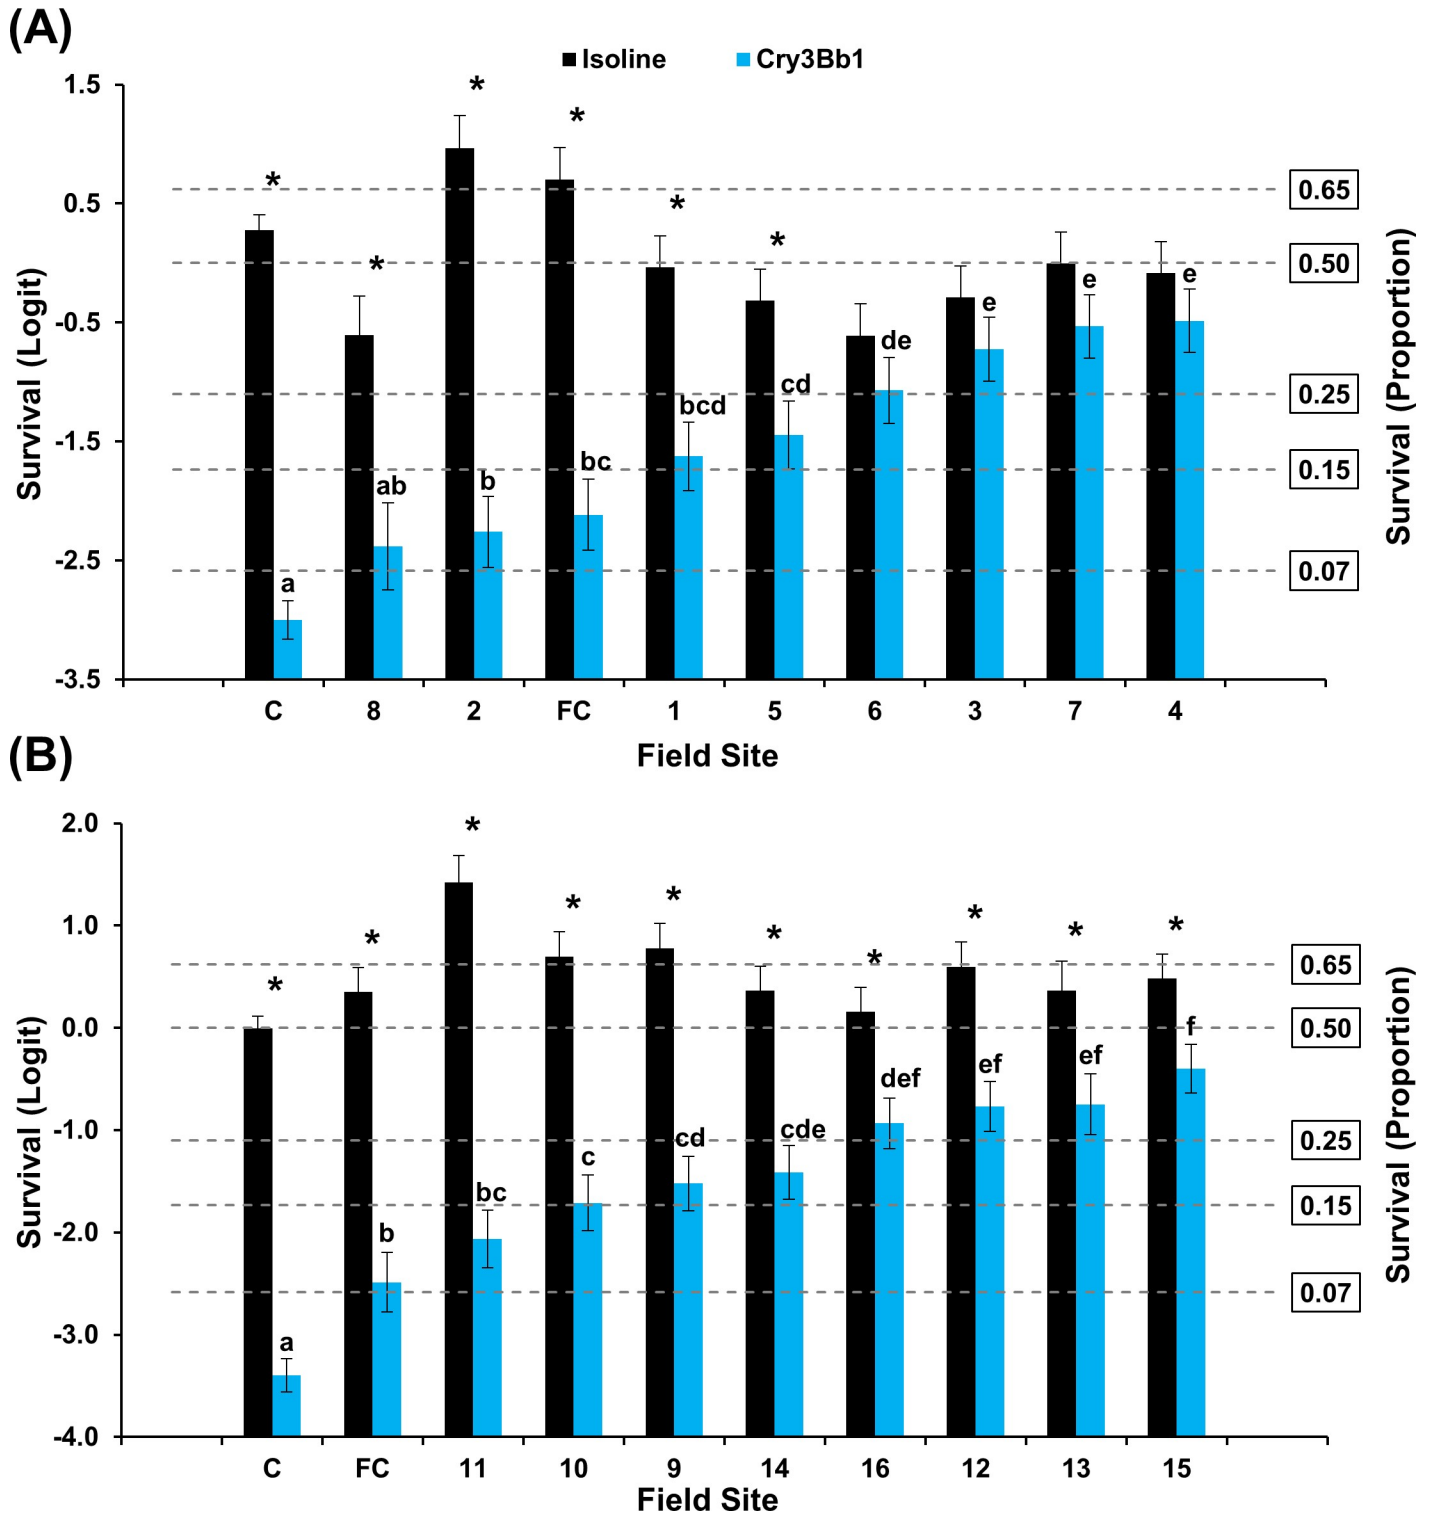 (A)
Isoline Cry3Bb1
1.5
*
*
*
0.65
0.5
*
*
*
0.50
e
e
e
-0.5
de
cd
0.25
bcd
-1.5
bc
0.15
ab
b
-2.5
0.07
a
-3.5
Survival (Logit)
Survival (Proportion)
C 8 2 FC 1 5 6 3 7 4
Field Site
(B)
2.0
*
*
*
*
1.0
*
*
*
*
*
0.65
*
0.0
0.50
f
ef
ef
def
-1.0
cde
cd
0.25
c
bc
0.15
-2.0
b
0.07
-3.0
a
-4.0
Survival (Logit)
Survival (Proportion)
C FC 11 10 9 14 16 12 13 15
Field Site